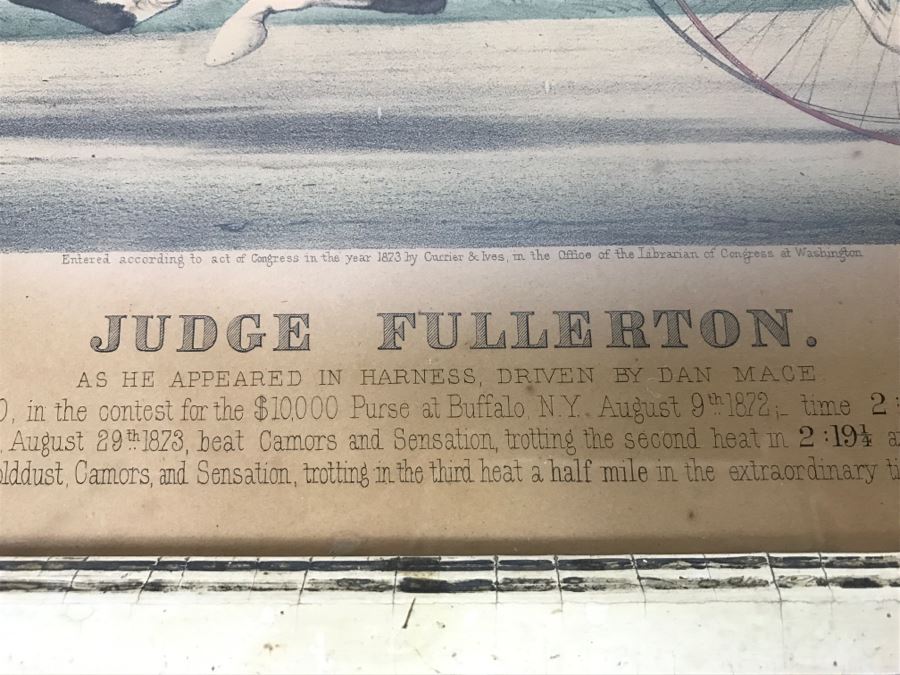 Entered according to act of Congress in the year 1873 by Currier & Ives, in the Office of the Librarian of Congress at Washington
JUDGE FULLERTON.
AS HE APPEARED IN HARNESS, DRIVEN BY DAN MACE
0, in the contest for the $10,000 Purse at Buffalo, N.Y. August 9th 1872;_ time 2:
, August 29th 1873, beat Camors and Sensation, trotting the second heat in 2:19¼ a
olddust, Camors, and Sensation, trotting in the third heat a half mile in the extraordinary ti